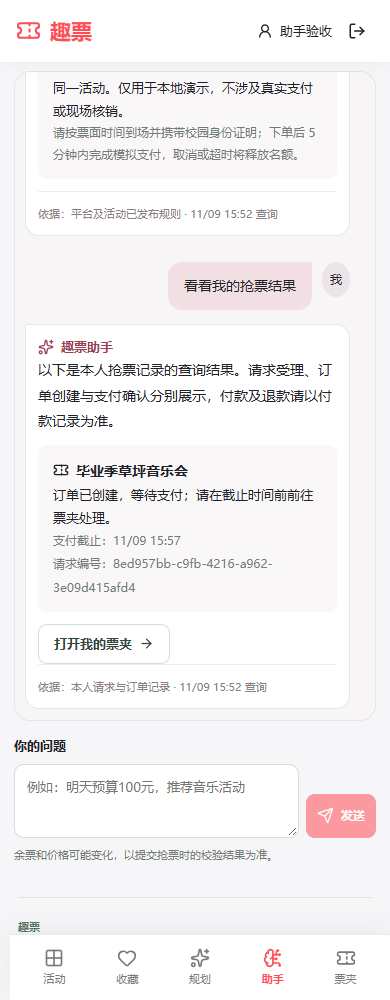 趣票
助手验收
同一活动。仅用于本地演示，不涉及真实支付
或现场核销。
请按票面时间到场并携带校园身份证明；下单后 5
分钟内完成模拟支付，取消或超时将释放名额。
依据：平台及活动已发布规则 · 11/09 15:52 查询
看看我的抢票结果
我
趣票助手
以下是本人抢票记录的查询结果。请求受理、订
单创建与支付确认分别展示，付款及退款请以付
款记录为准。
毕业季草坪音乐会
订单已创建，等待支付；请在截止时间前前往
票夹处理。
支付截止：11/09 15:57
请求编号：8ed957bb-c9fb-4216-a962-
3e09d415afd4
打开我的票夹
依据：本人请求与订单记录 · 11/09 15:52 查询
你的问题
例如：明天预算100元，推荐音乐活动
发送
余票和价格可能变化，以提交抢票时的校验结果为准。
趣票
活动
收藏
规划
助手
票夹